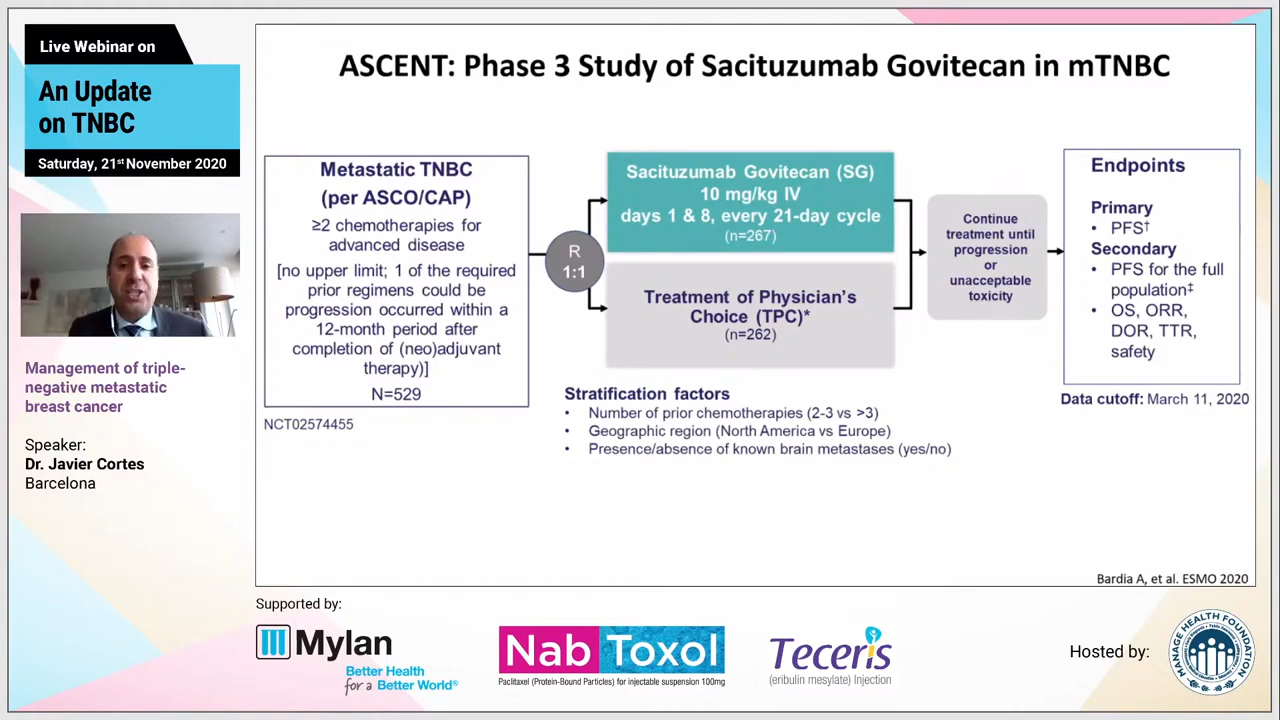 Live Webinar on
An Update
on TNBC
Saturday, 21st November 2020
Management of triple-
negative metastatic
breast cancer
Speaker:
Dr. Javier Cortes
Barcelona
ASCENT: Phase 3 Study of Sacituzumab Govitecan in mTNBC
Metastatic TNBC
(per ASCO/CAP)
≥2 chemotherapies for
advanced disease
[no upper limit; 1 of the required
prior regimens could be
progression occurred within a
12-month period after
completion of (neo)adjuvant
therapy)]
N=529
NCT02574455
R
1:1
Sacituzumab Govitecan (SG)
10 mg/kg IV
days 1 & 8, every 21-day cycle
(n=267)
Treatment of Physician's
Choice (TPC)*
(n=262)
Continue
treatment until
progression
or
unacceptable
toxicity
Endpoints
Primary
• PFS†
Secondary
• PFS for the full
population‡
• OS, ORR,
DOR, TTR,
safety
Data cutoff: March 11, 2020
Stratification factors
• Number of prior chemotherapies (2-3 vs >3)
• Geographic region (North America vs Europe)
• Presence/absence of known brain metastases (yes/no)
Bardia A, et al. ESMO 2020
Supported by:
Mylan
Better Health
for a Better World®
Nab Toxol
Paclitaxel (Protein-Bound Particles) for injectable suspension 100mg
Teceris
(eribulin mesylate) Injection
Hosted by:
MANAGE HEALTH FOUNDATION